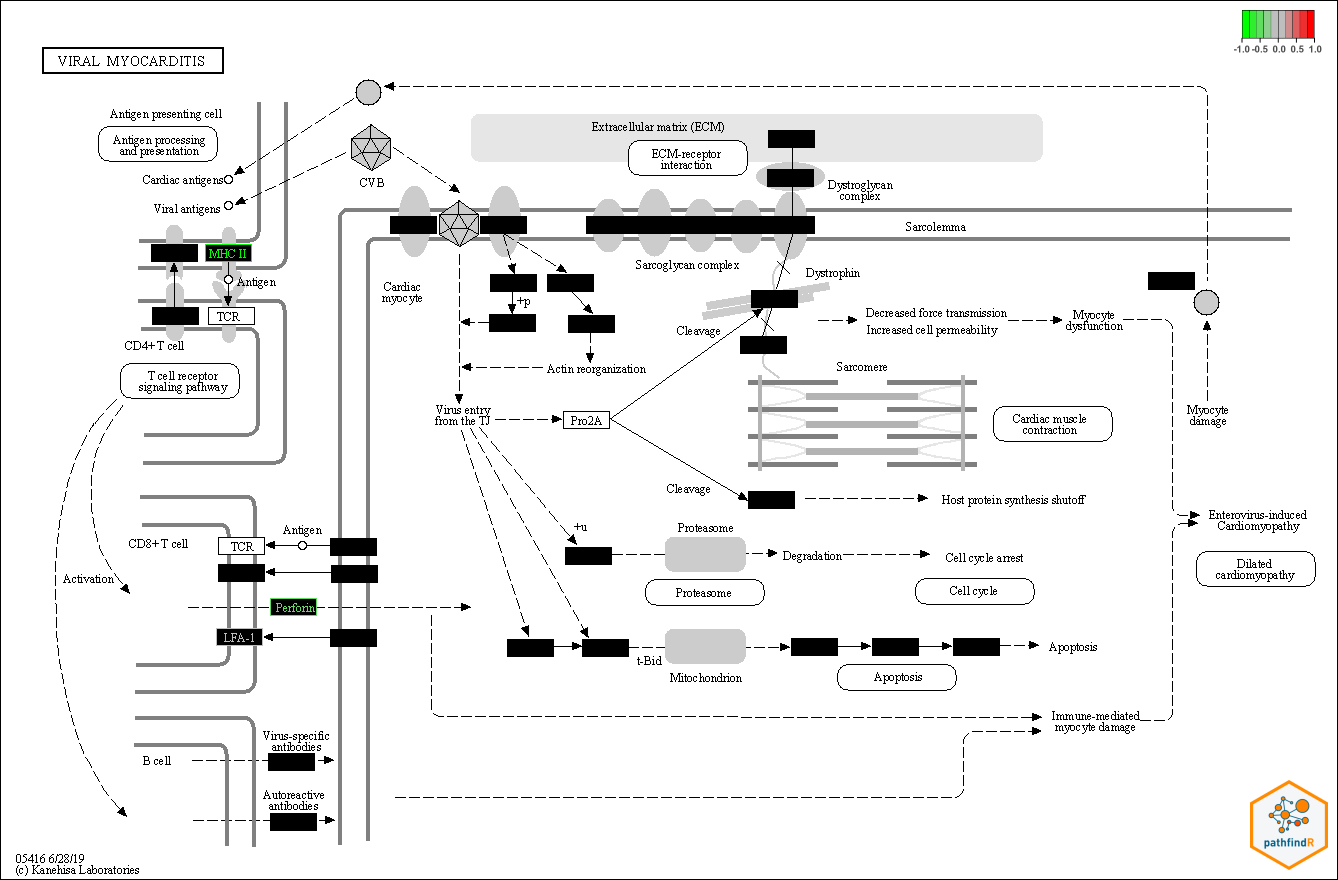 -1.0 -0.5 0.0 0.5 1.0
VIRAL MYOCARDITIS
Antigen presenting cell
Antigen processing
and presentation
Cardiac antigens
Viral antigens
CVB
Extracellular matrix (ECM)
ECM-receptor
interaction
Dystroglycan
complex
Sarcolemma
MHC II
Antigen
TCR
CD4+T cell
T cell receptor
signaling pathway
Cardiac
myocyte
+p
Sarcoglycan complex
Dystrophin
Cleavage
Decreased force transmission
Increased cell permeability
Myocyte
dysfunction
Actin reorganization
Sarcomere
Virus entry
from the TJ
Pro2A
Cardiac muscle
contraction
Myocyte
damage
Cleavage
Host protein synthesis shutoff
Enterovirus-induced
Cardiomyopathy
Dilated
cardiomyopathy
CD8+T cell
TCR
Antigen
Activation
Perforin
LFA-1
+u
Proteasome
Degradation
Cell cycle arrest
Proteasome
Cell cycle
t-Bid
Mitochondrion
Apoptosis
Apoptosis
Immune-mediated
myocyte damage
B cell
Virus-specific
antibodies
Autoreactive
antibodies
05416 6/28/19
(c) Kanehisa Laboratories
pathfindR